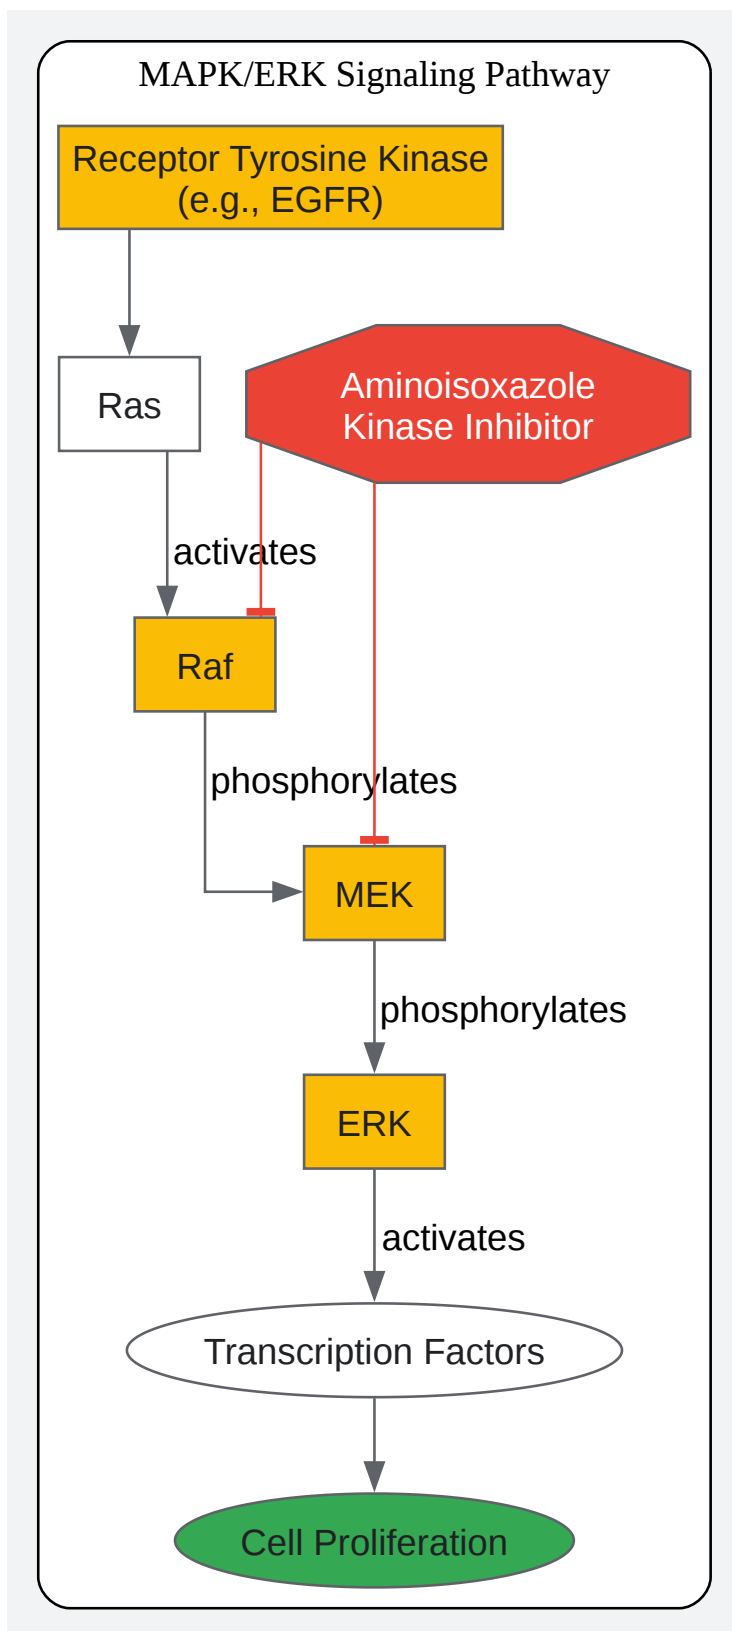 MAPK/ERK Signaling Pathway
Receptor Tyrosine Kinase
(e.g., EGFR)
Ras
Aminoisoxazole
Kinase Inhibitor
activates
Raf
phosphorylates
MEK
phosphorylates
ERK
activates
Transcription Factors
Cell Proliferation